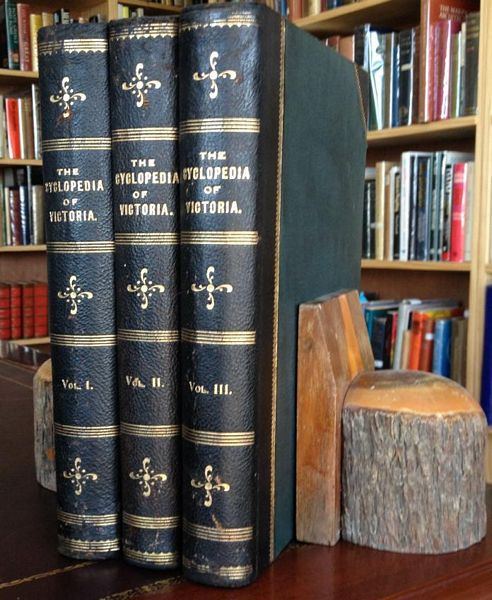 THE
CYCLOPEDIA
OF
VICTORIA.
VOL. I.
THE
CYCLOPEDIA
OF
VICTORIA.
VOL. II.
THE
CYCLOPEDIA
OF
VICTORIA.
VOL. III.